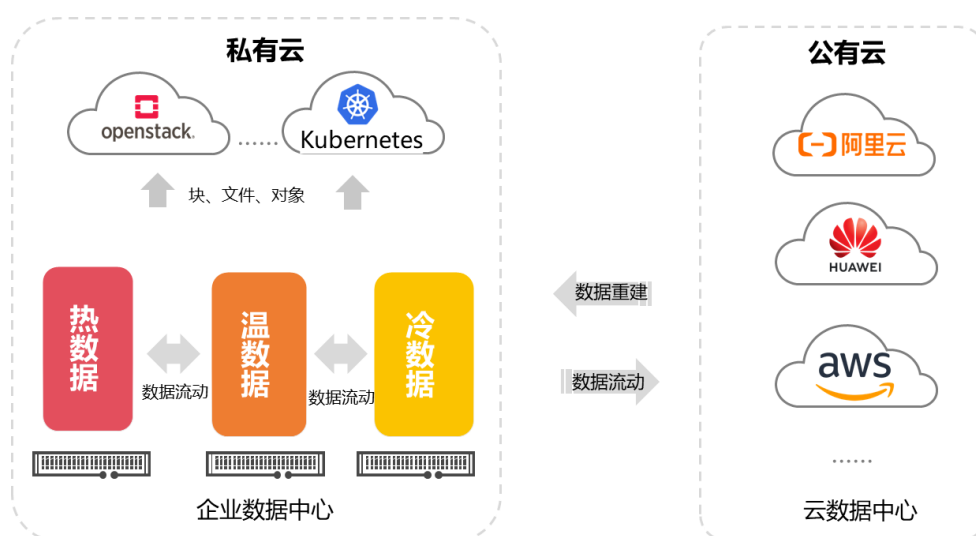 私有云
openstack.
......
Kubernetes
块、文件、对象
热数据
数据流动
温数据
数据流动
冷数据
企业数据中心
数据重建
数据流动
公有云
阿里云
HUAWEI
aws
......
云数据中心